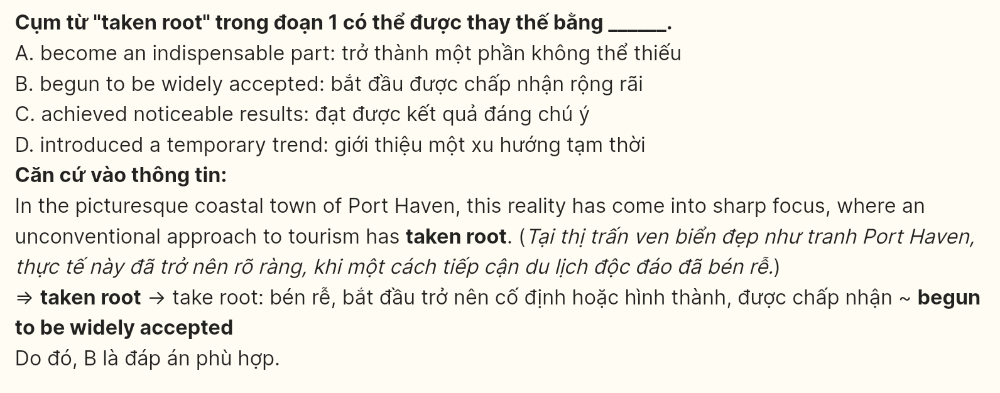 Cụm từ "taken root" trong đoạn 1 có thể được thay thế bằng ______.
A. become an indispensable part: trở thành một phần không thể thiếu
B. begun to be widely accepted: bắt đầu được chấp nhận rộng rãi
C. achieved noticeable results: đạt được kết quả đáng chú ý
D. introduced a temporary trend: giới thiệu một xu hướng tạm thời
Căn cứ vào thông tin:
In the picturesque coastal town of Port Haven, this reality has come into sharp focus, where an
unconventional approach to tourism has taken root. (Tại thị trấn ven biển đẹp như tranh Port Haven,
thực tế này đã trở nên rõ ràng, khi một cách tiếp cận du lịch độc đáo đã bén rễ.)
⇒ taken root → take root: bén rễ, bắt đầu trở nên cố định hoặc hình thành, được chấp nhận ~ begun
to be widely accepted
Do đó, B là đáp án phù hợp.